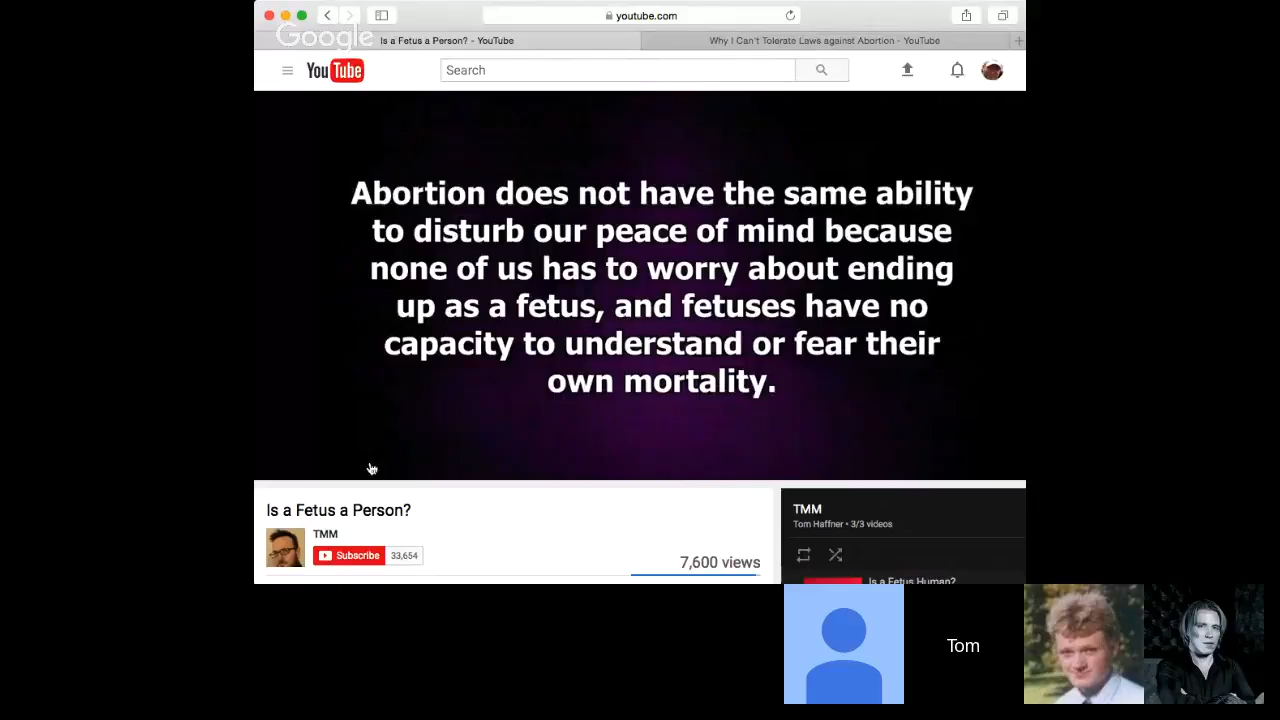 youtube.com
Google
Is a Fetus a Person? - YouTube
Why I Can't Tolerate Laws against Abortion - YouTube
YouTube
Search
Abortion does not have the same ability
to disturb our peace of mind because
none of us has to worry about ending
up as a fetus, and fetuses have no
capacity to understand or fear their
own mortality.
Is a Fetus a Person?
TMM
Subscribe 33,654
7,600 views
TMM
Tom Haffner • 3/3 videos
Is a Fetus Human?
Tom